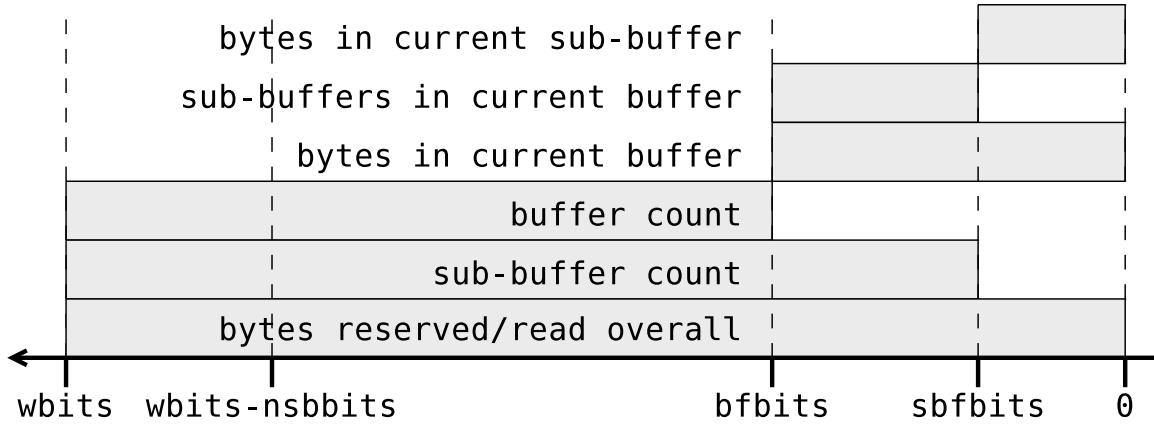 bytes in current sub-buffer
sub-buffers in current buffer
bytes in current buffer
buffer count
sub-buffer count
bytes reserved/read overall
wbits wbits-nsbbits bfbits sbfbits 0